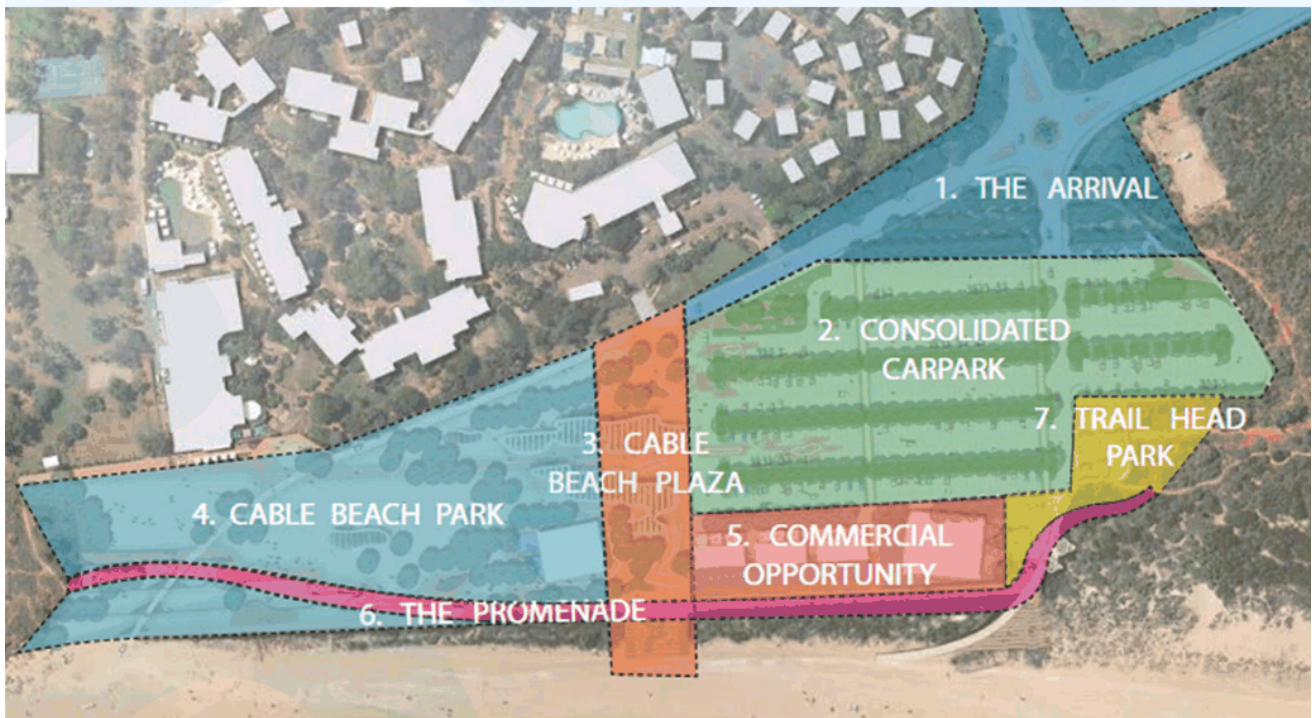 1. THE ARRIVAL
2. CONSOLIDATED
CARPARK
7. TRAIL HEAD
PARK
3. CABLE
BEACH PLAZA
4. CABLE BEACH PARK
5. COMMERCIAL
OPPORTUNITY
6. THE PROMENADE